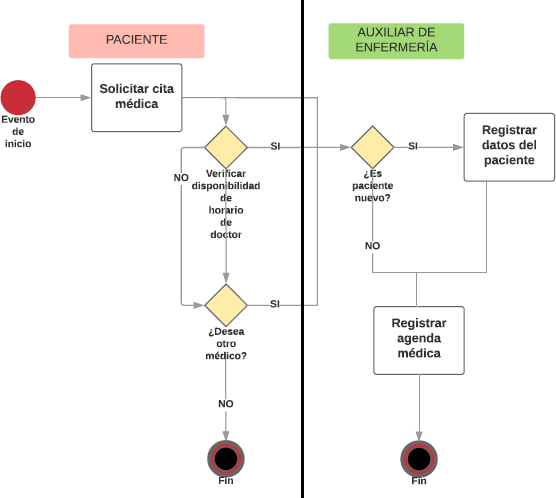 PACIENTE
AUXILIAR DE
ENFERMERÍA
Solicitar cita
médica
Evento
de
inicio
SI
Verificar
disponibilidad
de
horario
de
doctor
NO
SI
¿Es
paciente
nuevo?
SI
Registrar
datos del
paciente
NO
¿Desea
otro
médico?
SI
Registrar
agenda
médica
NO
Fin
Fin